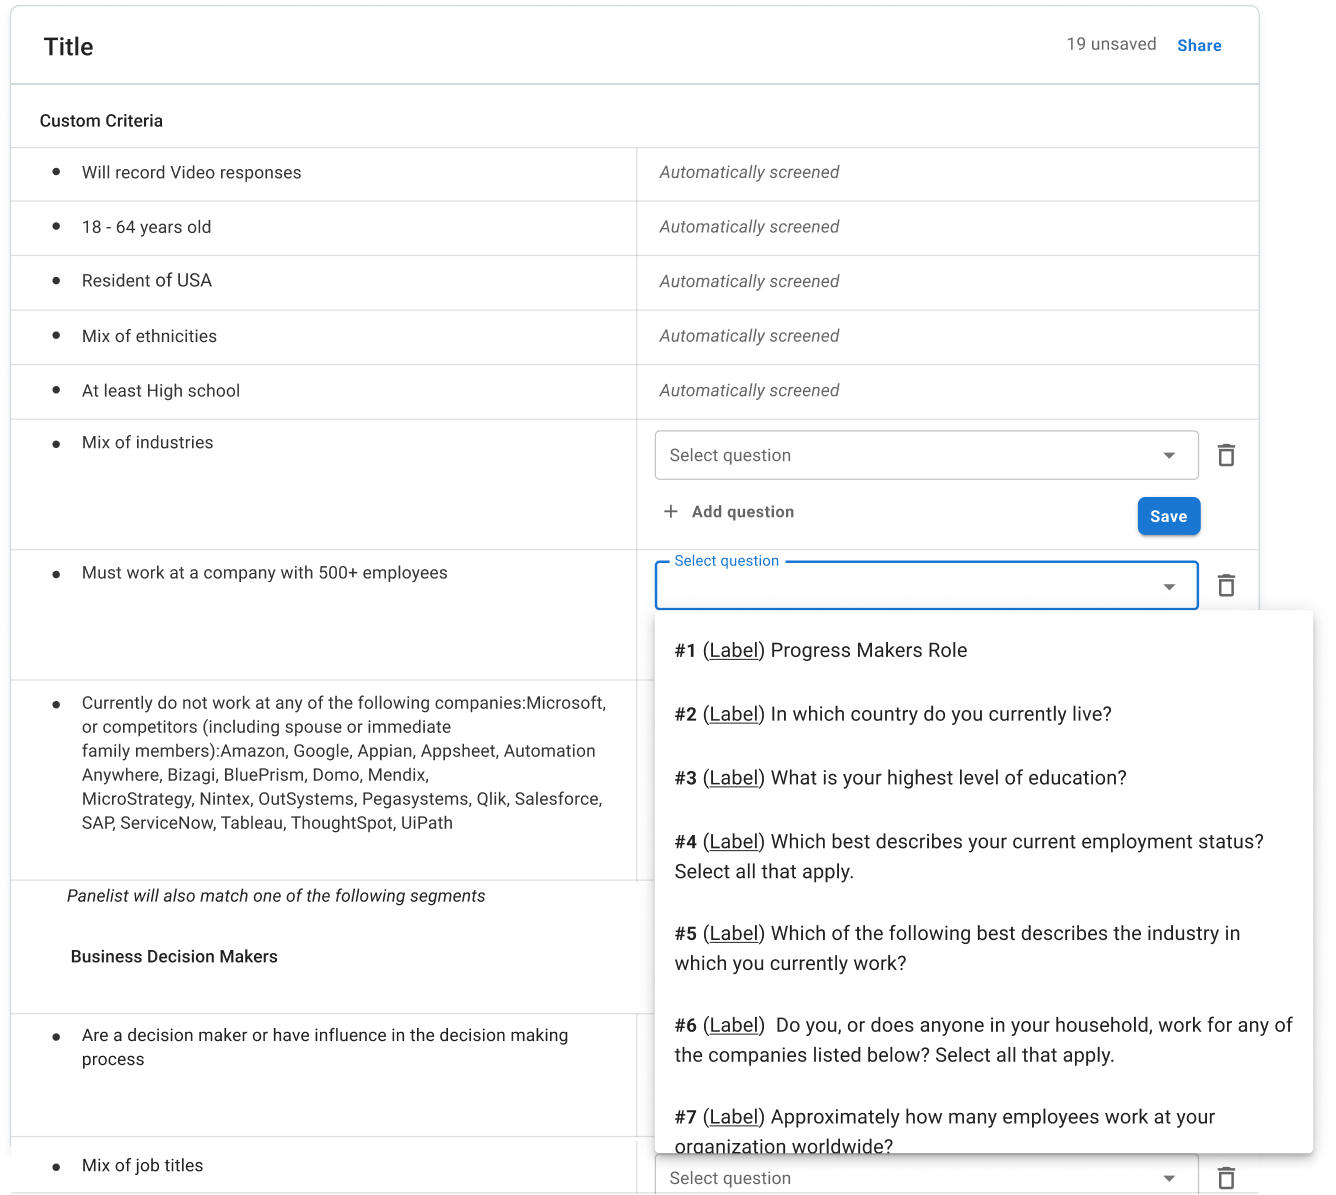 Title
19 unsaved Share
Custom Criteria
Will record Video responses
Automatically screened
18 - 64 years old
Automatically screened
Resident of USA
Automatically screened
Mix of ethnicities
Automatically screened
At least High school
Automatically screened
Mix of industries
Select question
+ Add question
Save
Must work at a company with 500+ employees
Select question
#1 (Label) Progress Makers Role
#2 (Label) In which country do you currently live?
#3 (Label) What is your highest level of education?
#4 (Label) Which best describes your current employment status?
Select all that apply.
#5 (Label) Which of the following best describes the industry in
which you currently work?
#6 (Label)  Do you, or does anyone in your household, work for any of
the companies listed below? Select all that apply.
#7 (Label) Approximately how many employees work at your
organization worldwide?
Currently do not work at any of the following companies:Microsoft,
or competitors (including spouse or immediate
family members):Amazon, Google, Appian, Appsheet, Automation
Anywhere, Bizagi, BluePrism, Domo, Mendix,
MicroStrategy, Nintex, OutSystems, Pegasystems, Qlik, Salesforce,
SAP, ServiceNow, Tableau, ThoughtSpot, UiPath
Panelist will also match one of the following segments
Business Decision Makers
Are a decision maker or have influence in the decision making
process
Mix of job titles
Select question